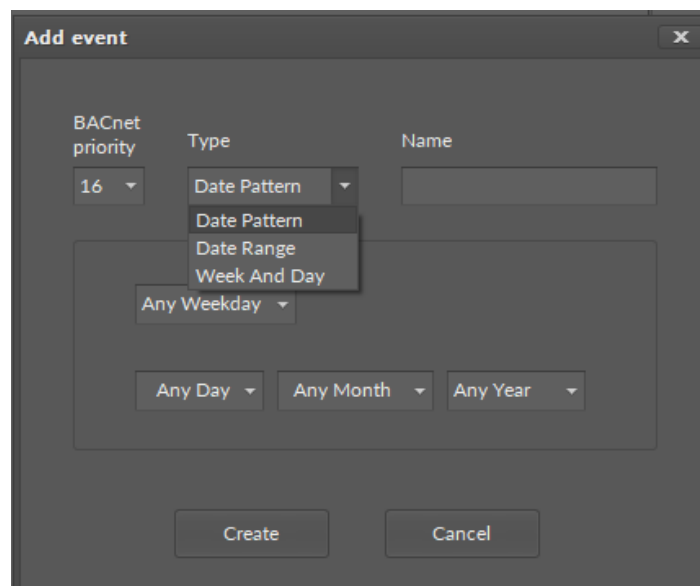 Add event
x
BACnet
priority
Type
Name
16
Date Pattern
Date Pattern
Date Range
Week And Day
Any Weekday
Any Day
Any Month
Any Year
Create
Cancel